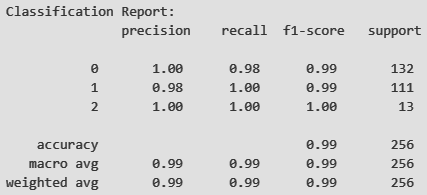 Classification Report:
precision recall f1-score support
0 1.00 0.98 0.99 132
1 0.98 1.00 0.99 111
2 1.00 1.00 1.00 13
accuracy 0.99 256
macro avg 0.99 0.99 0.99 256
weighted avg 0.99 0.99 0.99 256